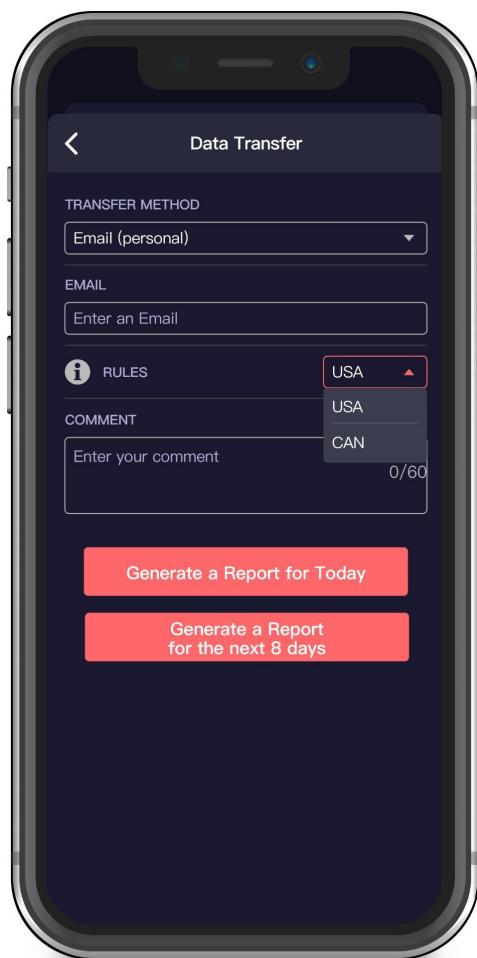 Data Transfer
TRANSFER METHOD
Email (personal)
EMAIL
Enter an Email
RULES
USA
USA
CAN
COMMENT
Enter your comment
0/60
Generate a Report for Today
Generate a Report
for the next 8 days